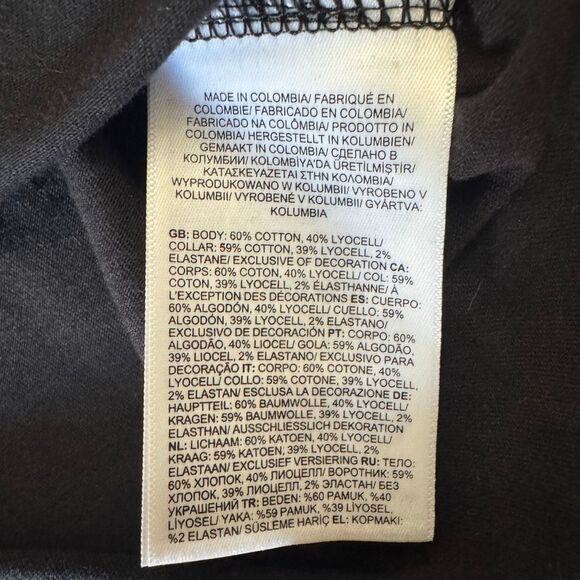 MADE IN COLOMBIA/ FABRIQUÉ EN
COLOMBIE/ FABRICADO EN COLOMBIA/
FABRICADO NA COLÔMBIA/ PRODOTTO IN
COLOMBIA/ HERGESTELLT IN KOLUMBIEN/
GEMAAKT IN COLOMBIA/ СДЕЛАНО В
КОЛУМБИИ/ KOLOMBİYA'DA ÜRETİLMİŞTİR/
ΚΑΤΑΣΚΕΥΑΖΕΤΑΙ ΣΤΗΝ ΚΟΛΟΜΒΙΑ/
WYPRODUKOWANO W KOLUMBII/ VYROBENO V
KOLUMBII/ VYROBENÉ V KOLUMBII/ GYÁRTVA:
KOLUMBIA
GB: BODY: 60% COTTON, 40% LYOCELL/
COLLAR: 59% COTTON, 39% LYOCELL, 2%
ELASTANE/ EXCLUSIVE OF DECORATION CA:
CORPS: 60% COTON, 40% LYOCELL/ COL: 59%
COTON, 39% LYOCELL, 2% ÉLASTHANNE/ À
L'EXCEPTION DES DÉCORATIONS ES: CUERPO:
60% ALGODÓN, 40% LYOCELL/ CUELLO: 59%
ALGODÓN, 39% LYOCELL, 2% ELASTANO/
EXCLUSIVO DE DECORACIÓN PT: CORPO: 60%
ALGODÃO, 40% LIOCEL/ GOLA: 59% ALGODÃO,
39% LIOCEL, 2% ELASTANO/ EXCLUSIVO PARA
DECORAÇÃO IT: CORPO: 60% COTONE, 40%
LYOCELL/ COLLO: 59% COTONE, 39% LYOCELL,
2% ELASTAN/ ESCLUSA LA DECORAZIONE DE:
HAUPTTEIL: 60% BAUMWOLLE, 40% LYOCELL/
KRAGEN: 59% BAUMWOLLE, 39% LYOCELL, 2%
ELASTHAN/ AUSSCHLIESSLICH DEKORATION
NL: LICHAAM: 60% KATOEN, 40% LYOCELL/
KRAAG: 59% KATOEN, 39% LYOCELL, 2%
ELASTAAN/ EXCLUSIEF VERSIERING RU: ТЕЛО:
60% ХЛОПОК, 40% ЛИОЦЕЛЛ/ ВОРОТНИК: 59%
ХЛОПОК, 39% ЛИОЦЕЛЛ, 2% ЭЛАСТАН/ БЕЗ
УКРАШЕНИЙ TR: BEDEN: %60 PAMUK, %40
LİYOSEL/ YAKA: %59 PAMUK, %39 LİYOSEL,
%2 ELASTAN/ SÜSLEME HARİÇ EL: ΚΟΡΜΑΚΙ: